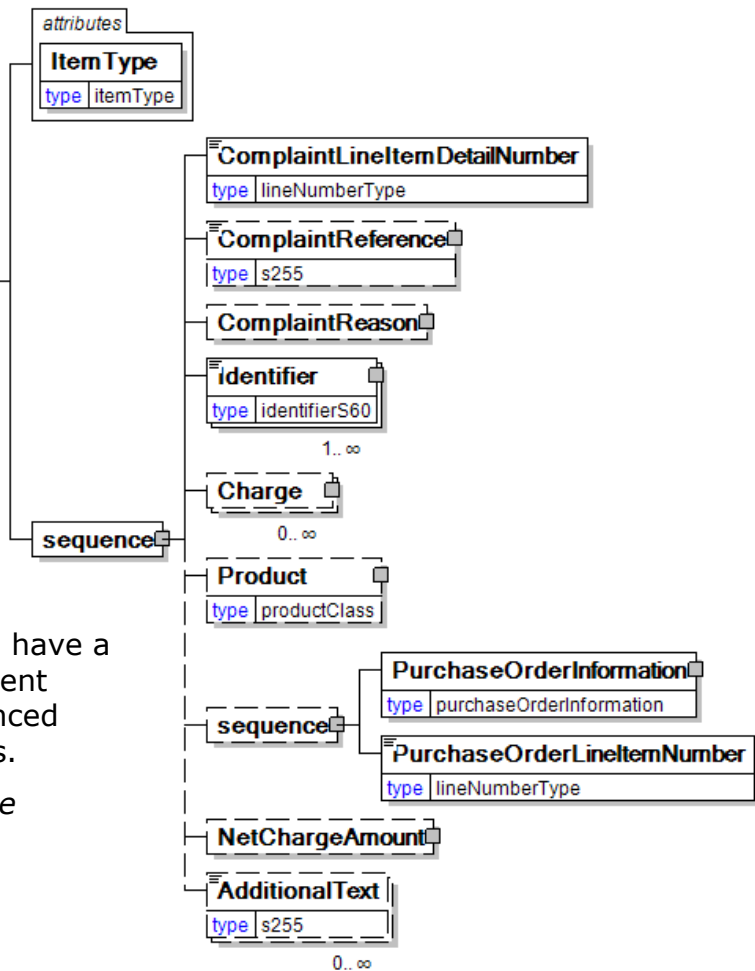 attributes
ItemType
type itemType
ComplaintLineItemDetailNumber
type lineNumberType
ComplaintReference
type s255
ComplaintReason
Identifier
type identifierS60
1.. ∞
Charge
0.. ∞
sequence
Product
type productClass
have a
ent
nced
s.
e
PurchaseOrderInformation
type purchaseOrderInformation
sequence
PurchaseOrderLineItemNumber
type lineNumberType
NetChargeAmount
AdditionalText
type s255
0.. ∞